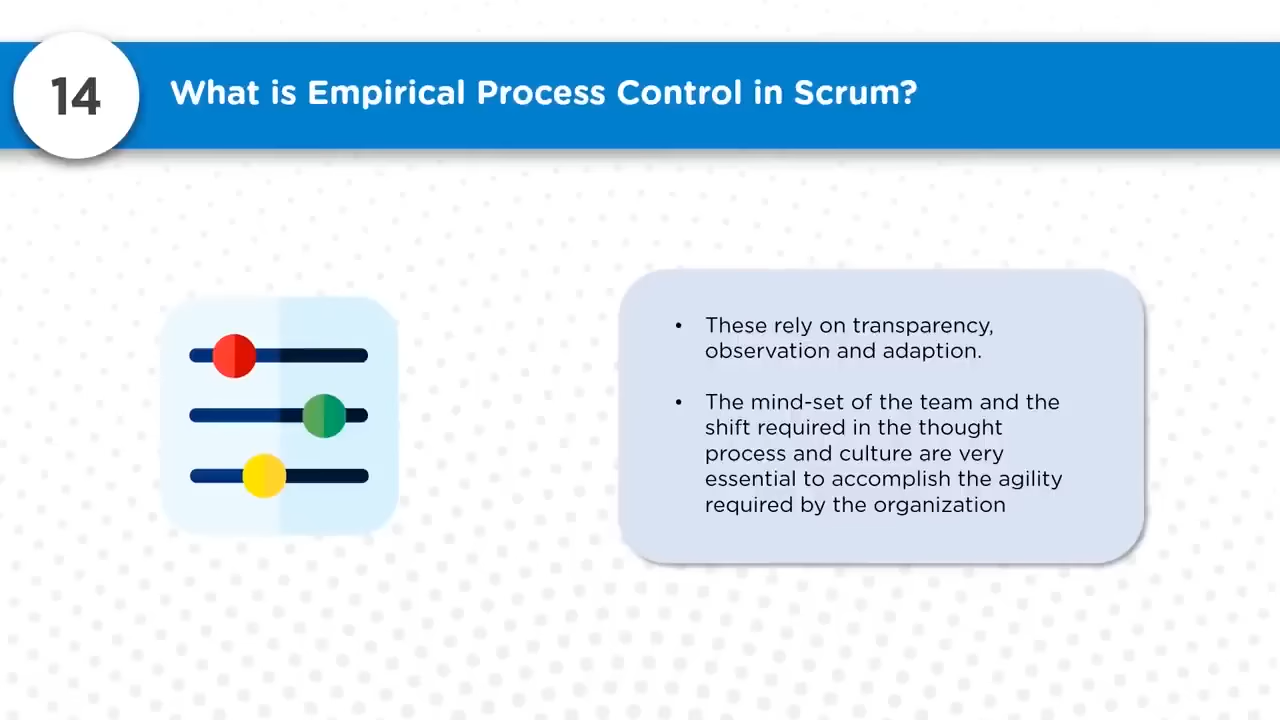 14
What is Empirical Process Control in Scrum?
• These rely on transparency,
observation and adaption.
• The mind-set of the team and the
shift required in the thought
process and culture are very
essential to accomplish the agility
required by the organization